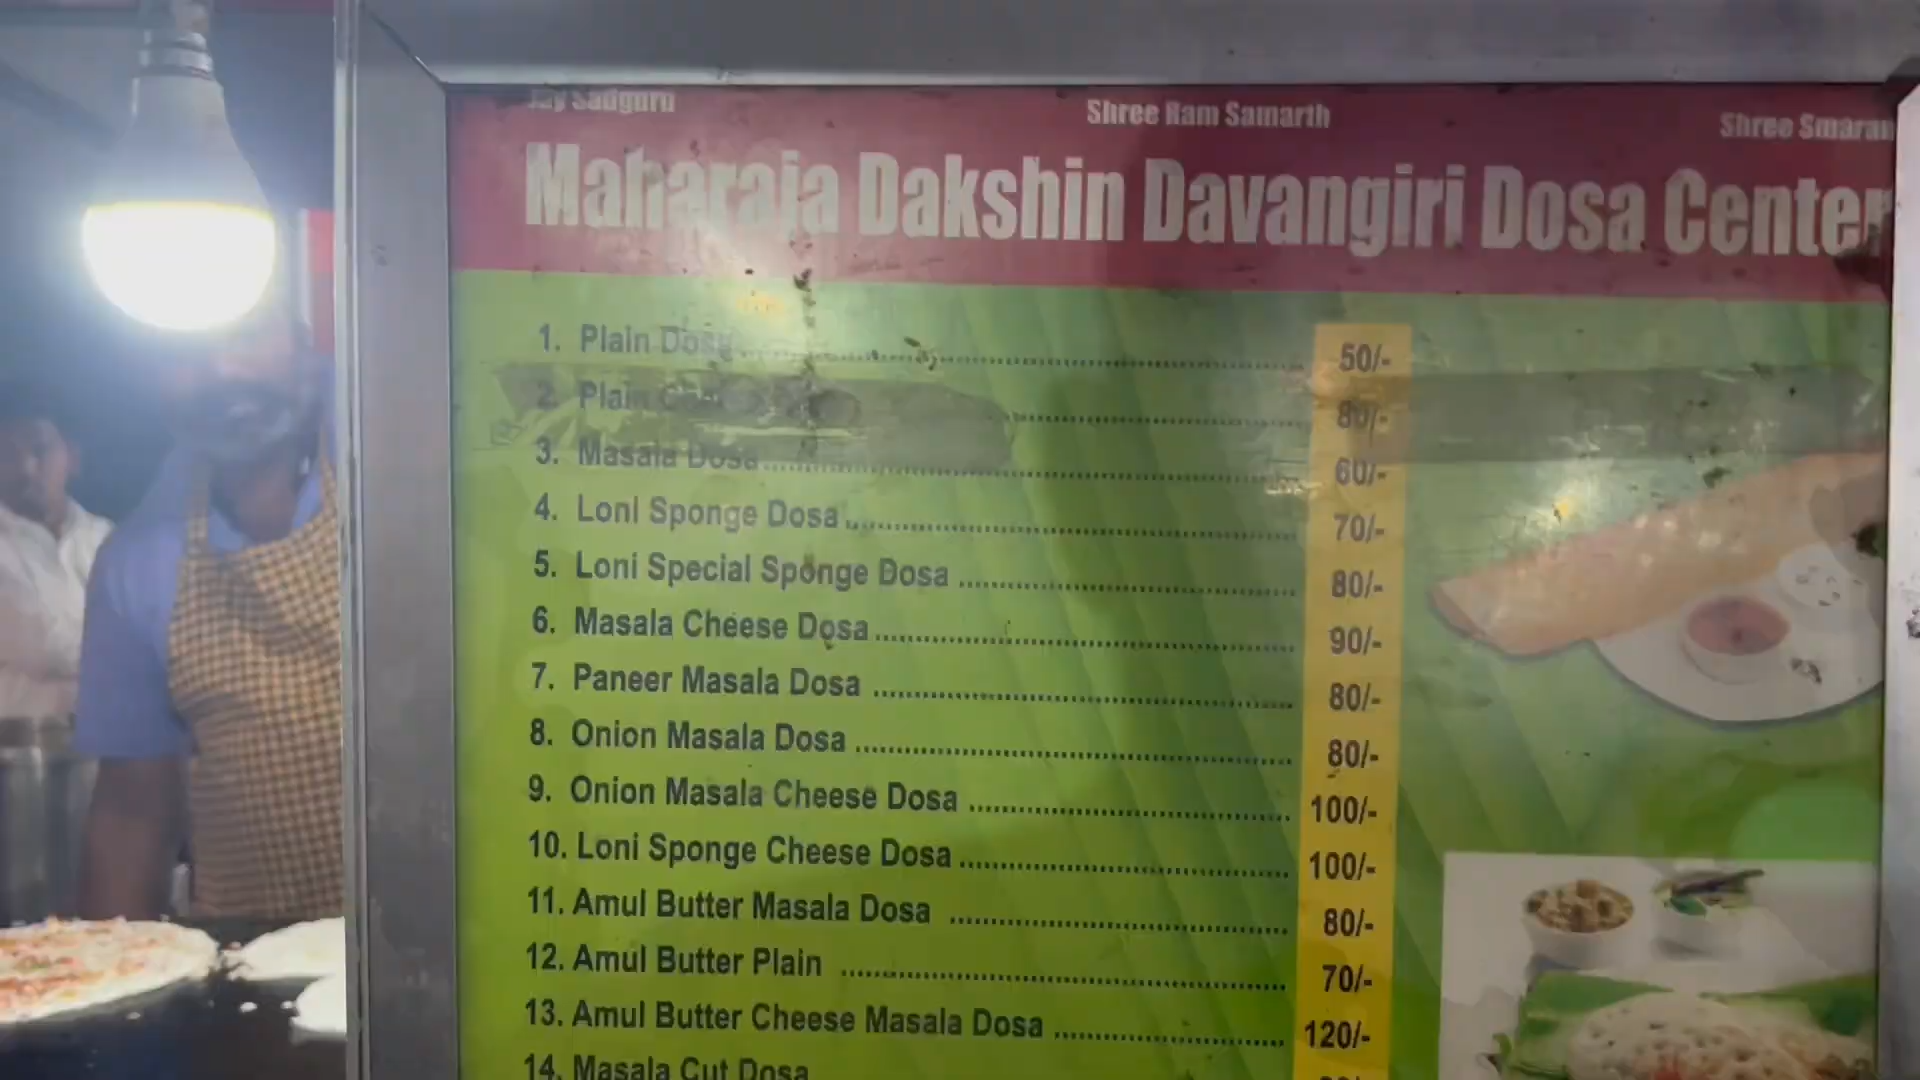 Jay Sadguru Shree Ram Samarth Shree Smaran
Maharaja Dakshin Davangiri Dosa Center
1. Plain Dosa 50/-
2. Plain 80/-
3. Masala Dosa 60/-
4. Loni Sponge Dosa 70/-
5. Loni Special Sponge Dosa 80/-
6. Masala Cheese Dosa 90/-
7. Paneer Masala Dosa 80/-
8. Onion Masala Dosa 80/-
9. Onion Masala Cheese Dosa 100/-
10. Loni Sponge Cheese Dosa 100/-
11. Amul Butter Masala Dosa 80/-
12. Amul Butter Plain 70/-
13. Amul Butter Cheese Masala Dosa 120/-
14. Masala Cut Dosa